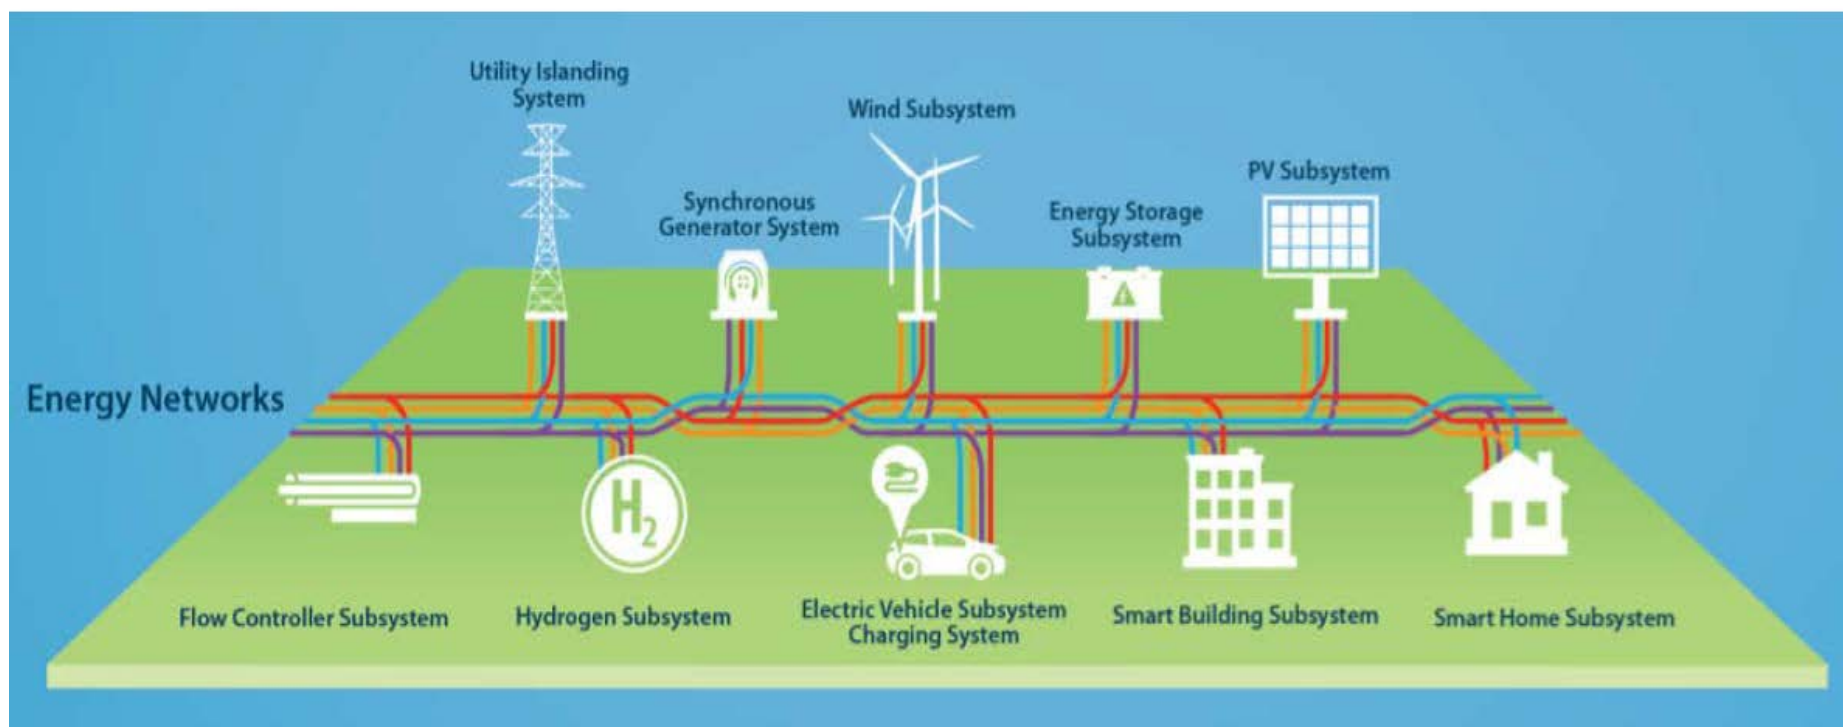 Utility Islanding
System
Wind Subsystem
PV Subsystem
Synchronous
Generator System
Energy Storage
Subsystem
Energy Networks
H2
Flow Controller Subsystem
Hydrogen Subsystem
Electric Vehicle Subsystem
Charging System
Smart Building Subsystem
Smart Home Subsystem